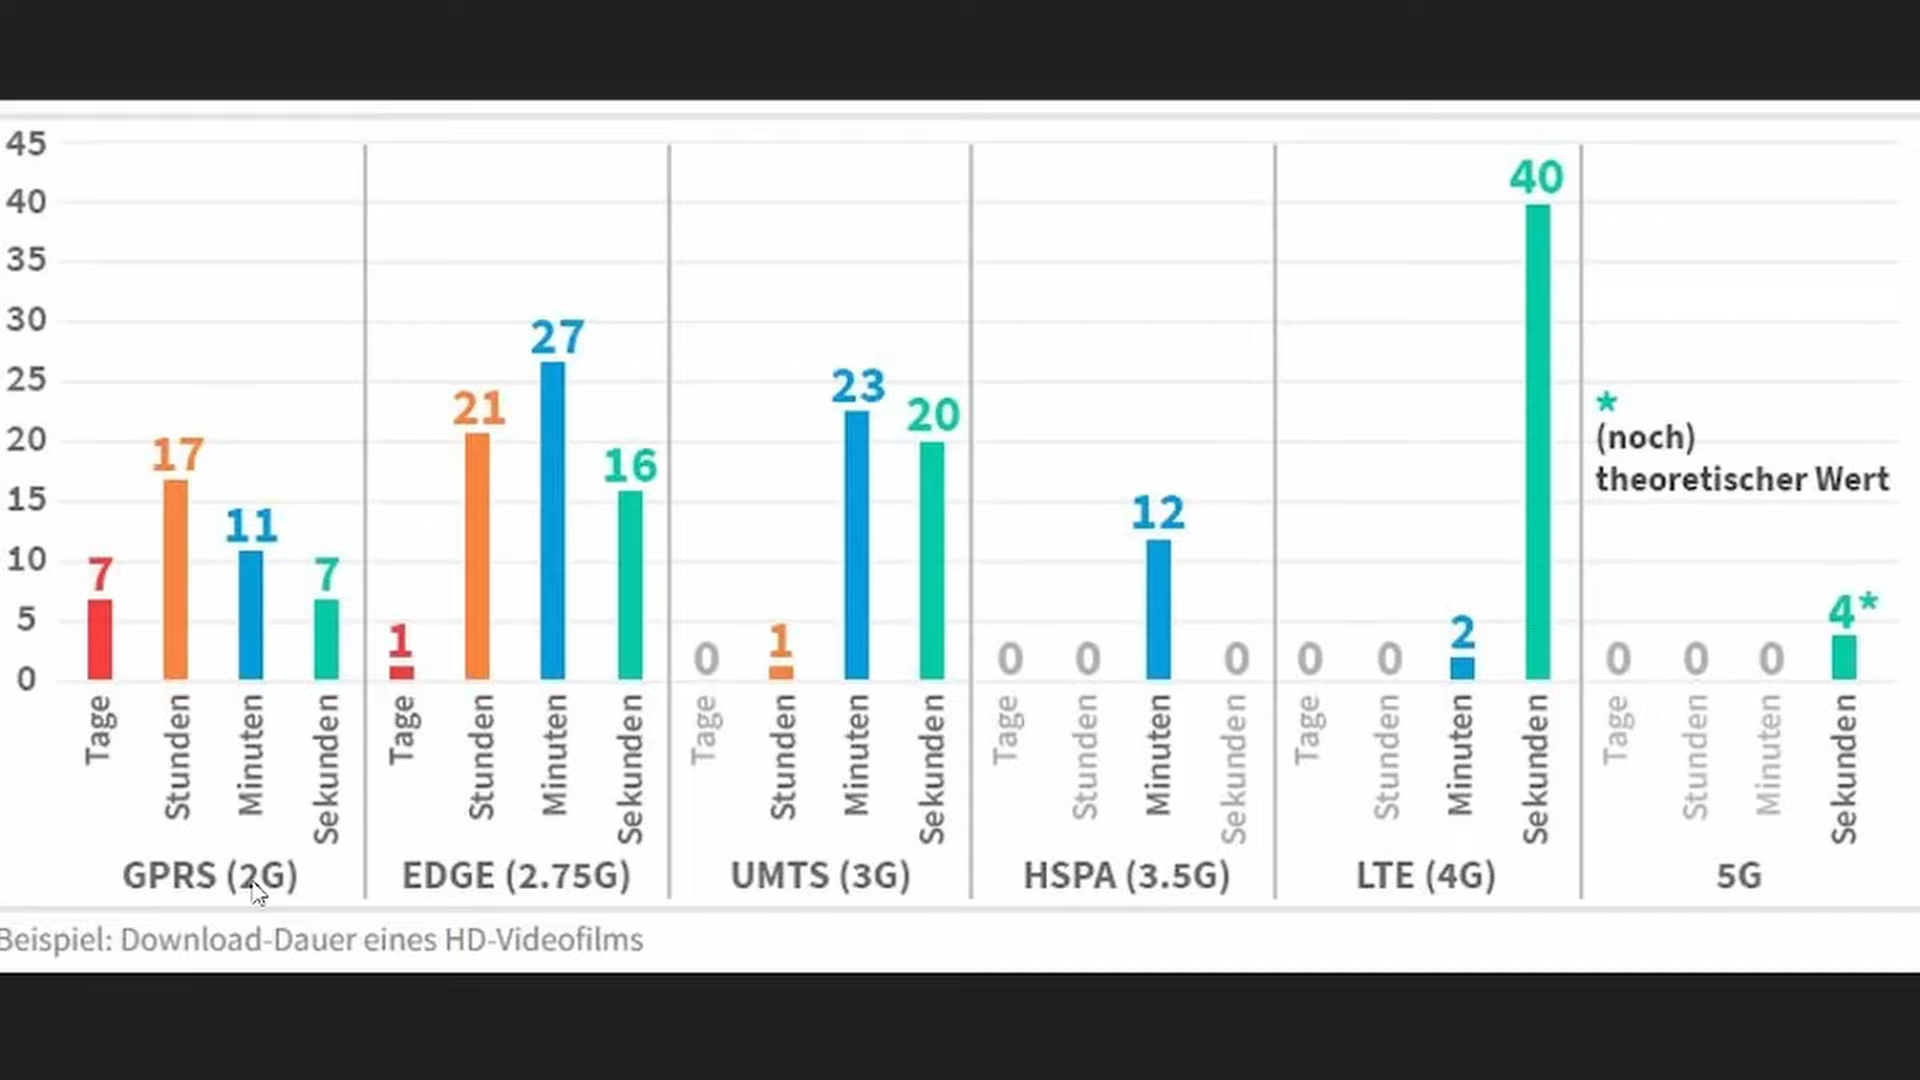 45
40
35
30
25
20
15
10
5
0
7
17
11
7
1
21
27
16
0
1
23
20
0
0
12
0
0
0
2
40
0
0
0
4*
*
(noch)
theoretischer Wert
Tage
Stunden
Minuten
Sekunden
Tage
Stunden
Minuten
Sekunden
Tage
Stunden
Minuten
Sekunden
Tage
Stunden
Minuten
Sekunden
Tage
Stunden
Minuten
Sekunden
Tage
Stunden
Minuten
Sekunden
GPRS (2G)
EDGE (2.75G)
UMTS (3G)
HSPA (3.5G)
LTE (4G)
5G
Beispiel: Download-Dauer eines HD-Videofilms